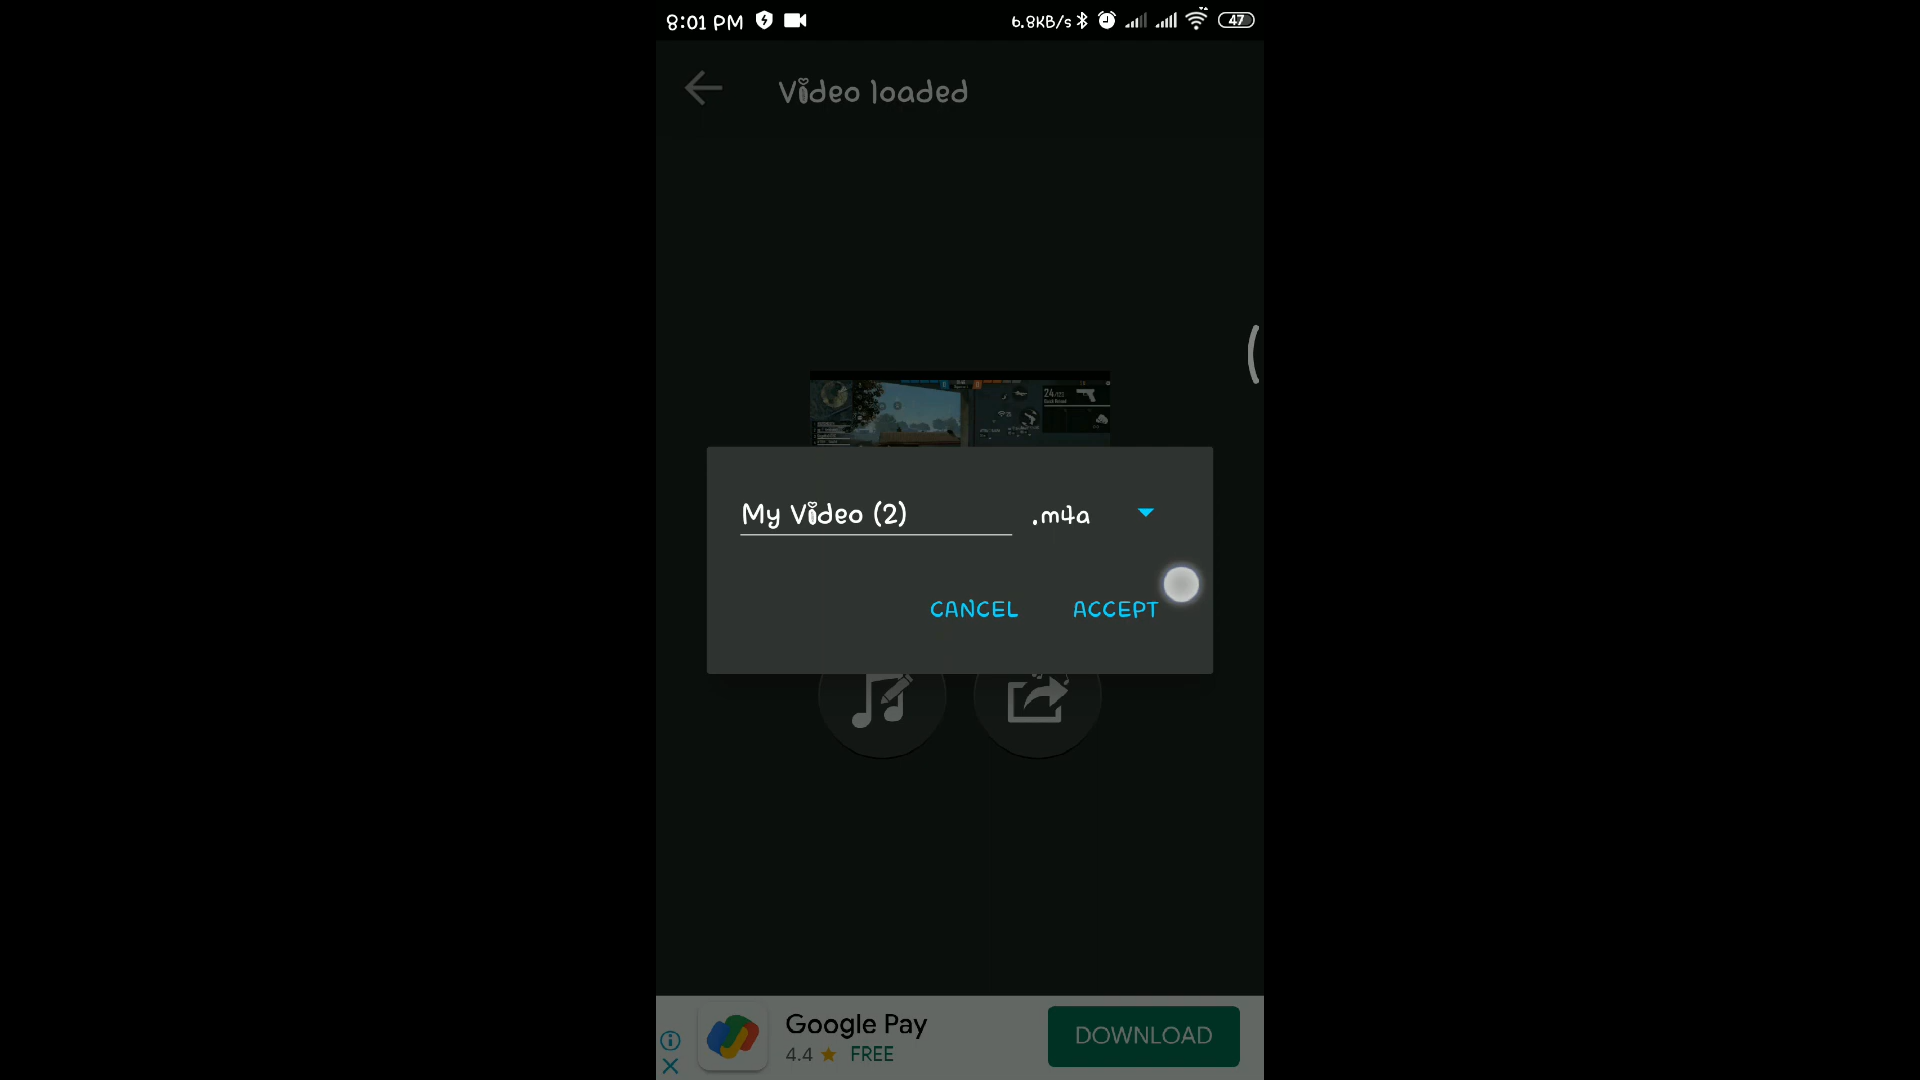 8:01 PM
6.8KB/s
47
Video loaded
24
My Video (2)
.m4a
CANCEL
ACCEPT
Google Pay
4.4 ★ FREE
DOWNLOAD